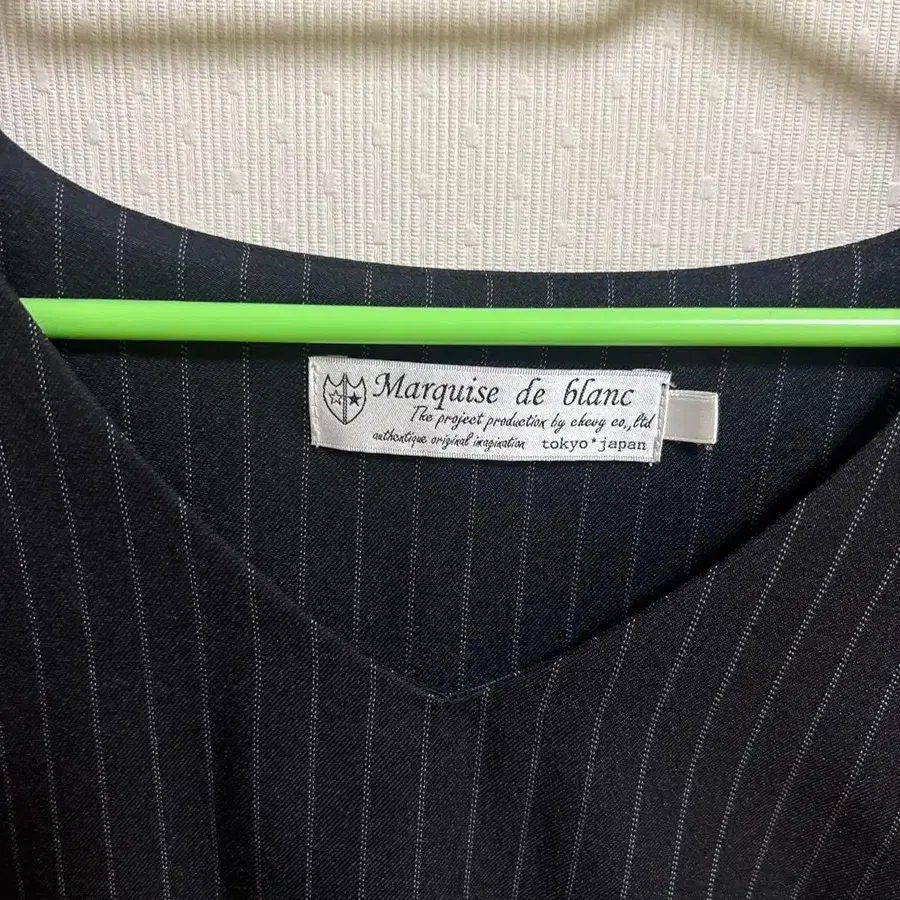 Marquise de blanc
The project production by chevy co.,ltd
authentique original imagination tokyo*japan